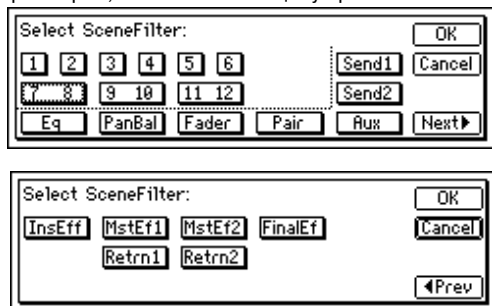 Select SceneFilter:
OK
1 2 3 4 5 6 Send1 Cancel
7 8 9 10 11 12 Send2
Eq PanBal Fader Pair Aux Next▶
Select SceneFilter:
OK
InsEff MstEf1 MstEf2 FinalEf Cancel
Retrn1 Retrn2
◀Prev